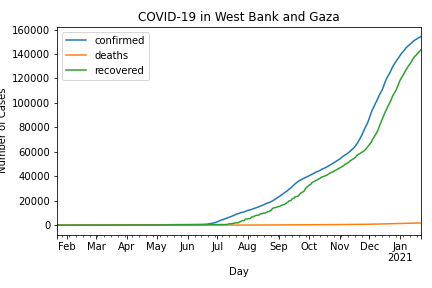 COVID-19 in West Bank and Gaza
confirmed
deaths
recovered
160000
140000
120000
100000
80000
60000
40000
20000
0
Number of Cases
Feb Mar Apr May Jun Jul Aug Sep Oct Nov Dec Jan
2021
Day